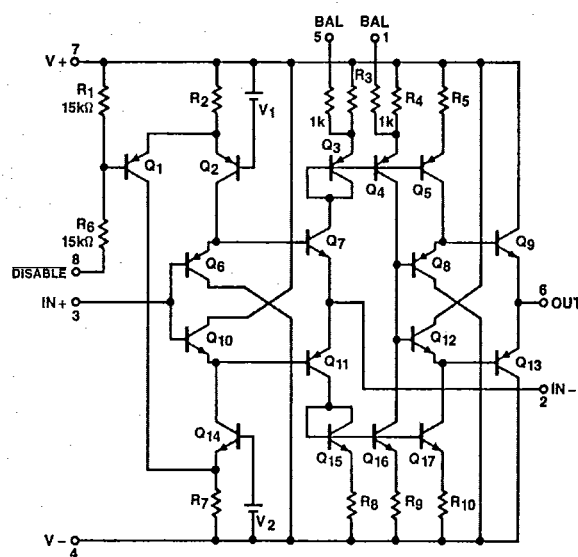 BAL BAL
5 1
7
V+
R1
15kΩ
R2
V1
R3
1k
1k
R4
R5
Q1
Q2
Q3
Q4
Q5
R6
15kΩ
8
DISABLE
Q6
Q7
Q8
Q9
IN+
3
6
OUT
Q10
Q11
Q12
Q13
IN-
2
Q14
Q15
Q16
Q17
R7
V2
R8
R9
R10
V-
4